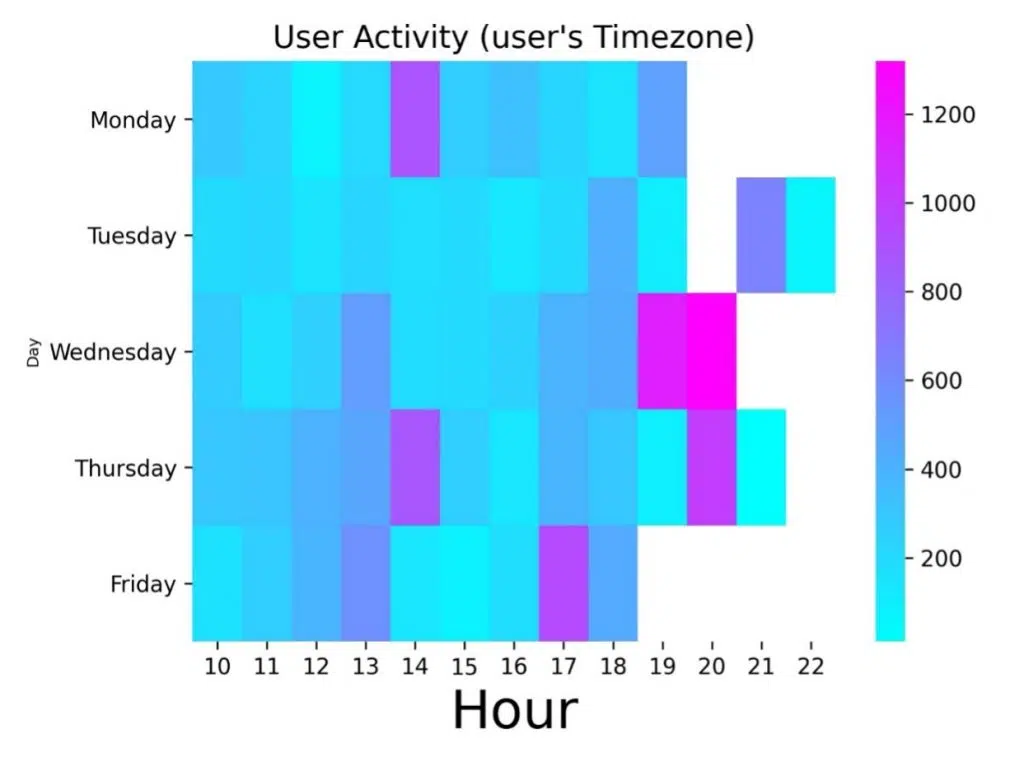 User Activity (user's Timezone)
Day
Monday
Tuesday
Wednesday
Thursday
Friday
10 11 12 13 14 15 16 17 18 19 20 21 22
Hour
1200
1000
800
600
400
200